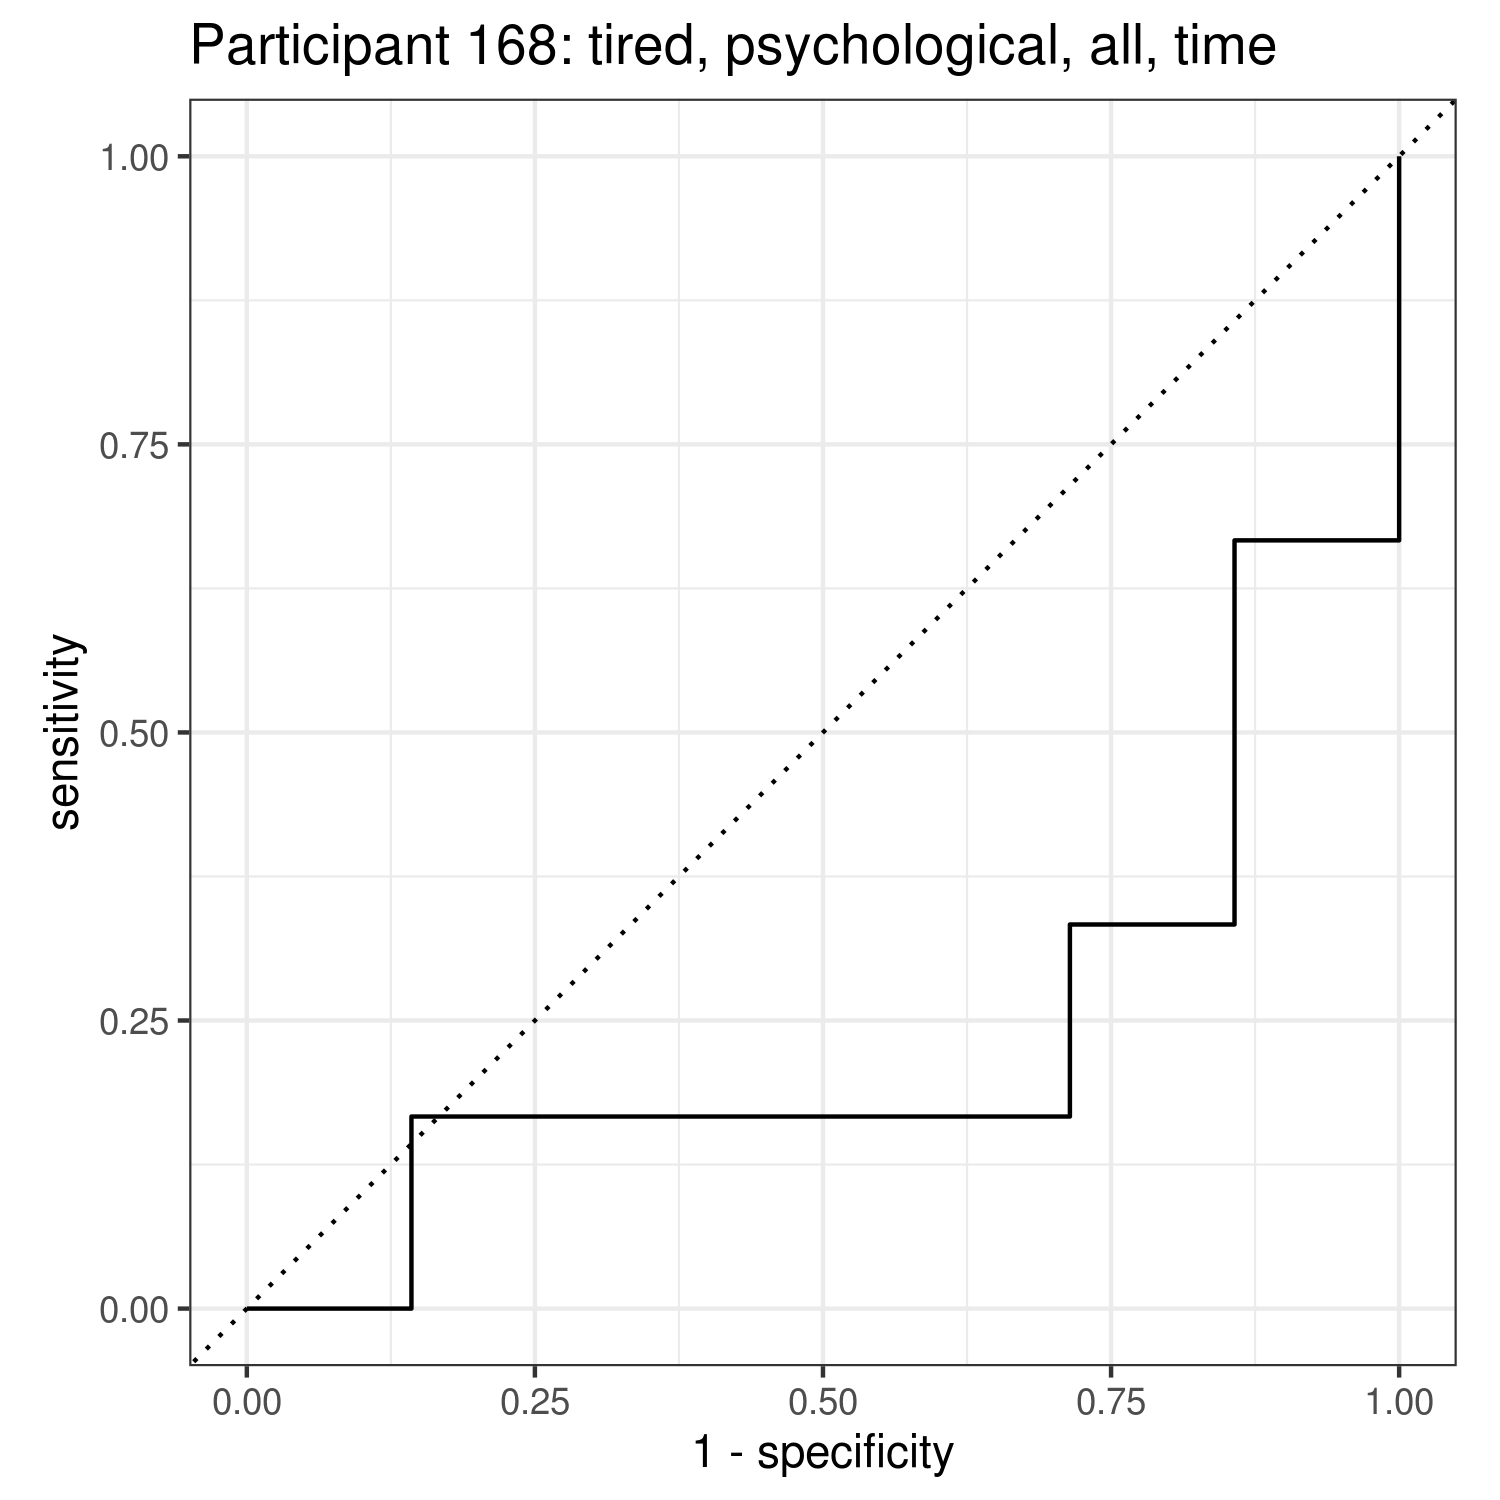 Participant 168: tired, psychological, all, time
1.00
0.75
0.50
0.25
0.00
sensitivity
0.00 0.25 0.50 0.75 1.00
1 - specificity